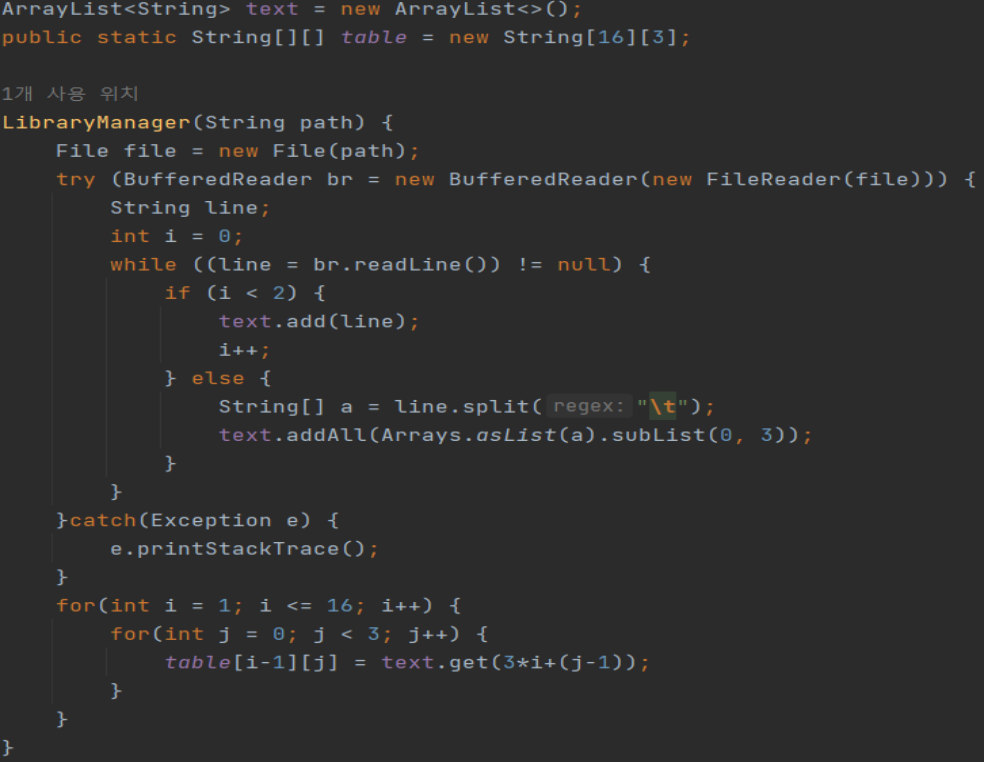 ArrayList<String> text = new ArrayList<>();
public static String[][] table = new String[16][3];
1개 사용 위치
LibraryManager(String path) {
    File file = new File(path);
    try (BufferedReader br = new BufferedReader(new FileReader(file))) {
        String line;
        int i = 0;
        while ((line = br.readLine()) != null) {
            if (i < 2) {
                text.add(line);
                i++;
            } else {
                String[] a = line.split( regex: "\t");
                text.addAll(Arrays.asList(a).subList(0, 3));
            }
        }
    }catch(Exception e) {
        e.printStackTrace();
    }
    for(int i = 1; i <= 16; i++) {
        for(int j = 0; j < 3; j++) {
            table[i-1][j] = text.get(3*i+(j-1));
        }
    }
}